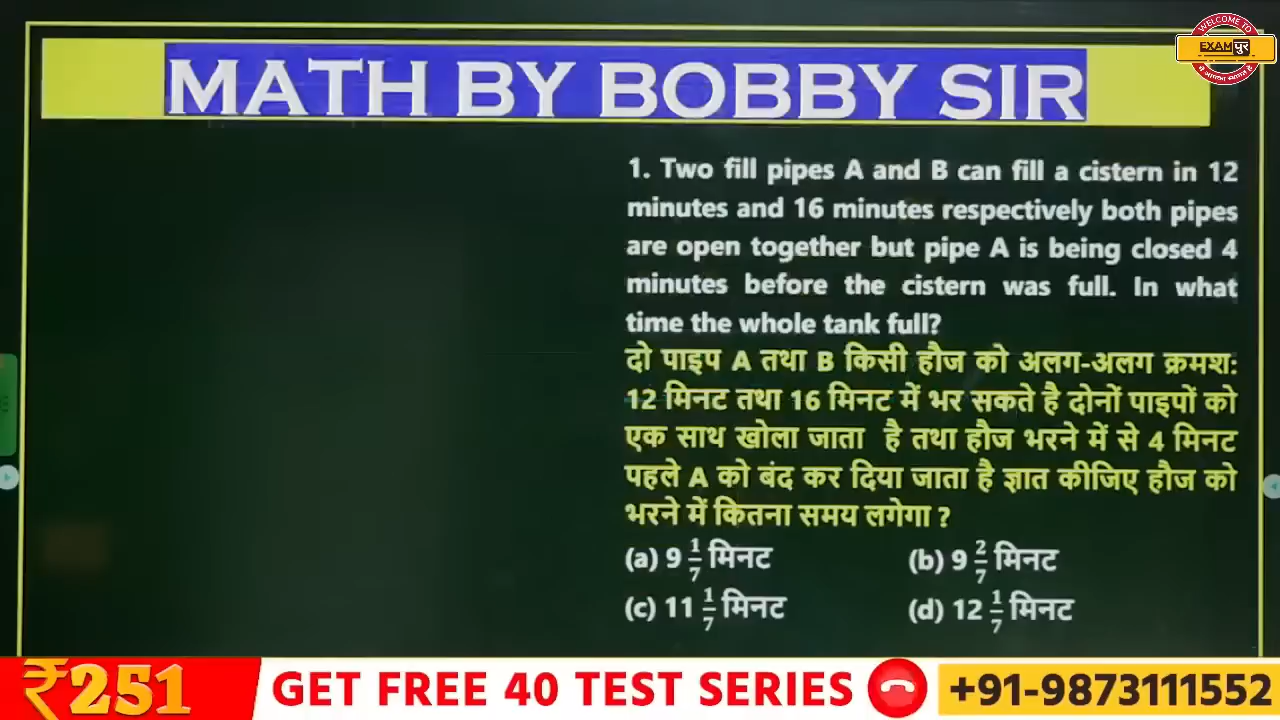 WELCOME TO
EXAMपुर
MATH BY BOBBY SIR
1. Two fill pipes A and B can fill a cistern in 12
minutes and 16 minutes respectively both pipes
are open together but pipe A is being closed 4
minutes before the cistern was full. In what
time the whole tank full?
दो पाइप A तथा B किसी हौज को अलग-अलग क्रमश:
12 मिनट तथा 16 मिनट में भर सकते है दोनों पाइपों को
एक साथ खोला जाता है तथा हौज भरने में से 4 मिनट
पहले A को बंद कर दिया जाता है ज्ञात कीजिए हौज को
भरने में कितना समय लगेगा ?
(a) 9 1/7 मिनट (b) 9 2/7 मिनट
(c) 11 1/7 मिनट (d) 12 1/7 मिनट
₹251 GET FREE 40 TEST SERIES +91-9873111552